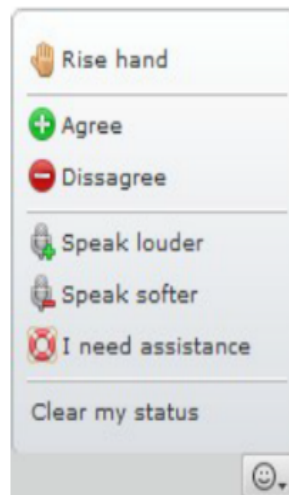 Rise hand
Agree
Dissagree
Speak louder
Speak softer
I need assistance
Clear my status